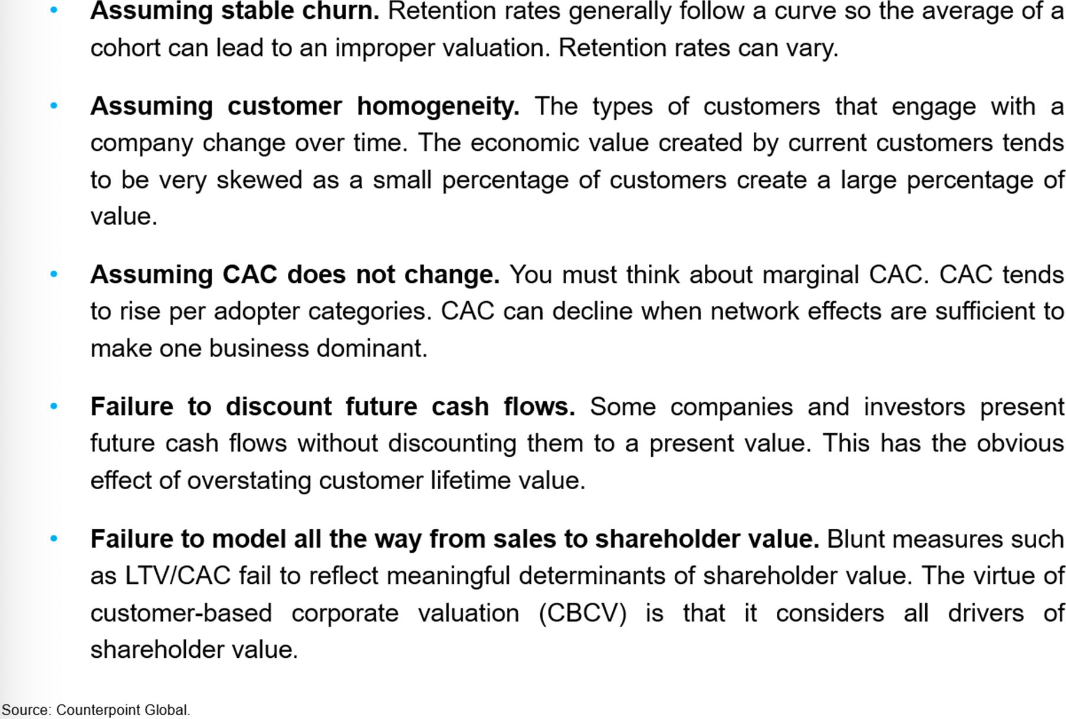 • Assuming stable churn. Retention rates generally follow a curve so the average of a
cohort can lead to an improper valuation. Retention rates can vary.
• Assuming customer homogeneity. The types of customers that engage with a
company change over time. The economic value created by current customers tends
to be very skewed as a small percentage of customers create a large percentage of
value.
• Assuming CAC does not change. You must think about marginal CAC. CAC tends
to rise per adopter categories. CAC can decline when network effects are sufficient to
make one business dominant.
• Failure to discount future cash flows. Some companies and investors present
future cash flows without discounting them to a present value. This has the obvious
effect of overstating customer lifetime value.
• Failure to model all the way from sales to shareholder value. Blunt measures such
as LTV/CAC fail to reflect meaningful determinants of shareholder value. The virtue of
customer-based corporate valuation (CBCV) is that it considers all drivers of
shareholder value.
Source: Counterpoint Global.